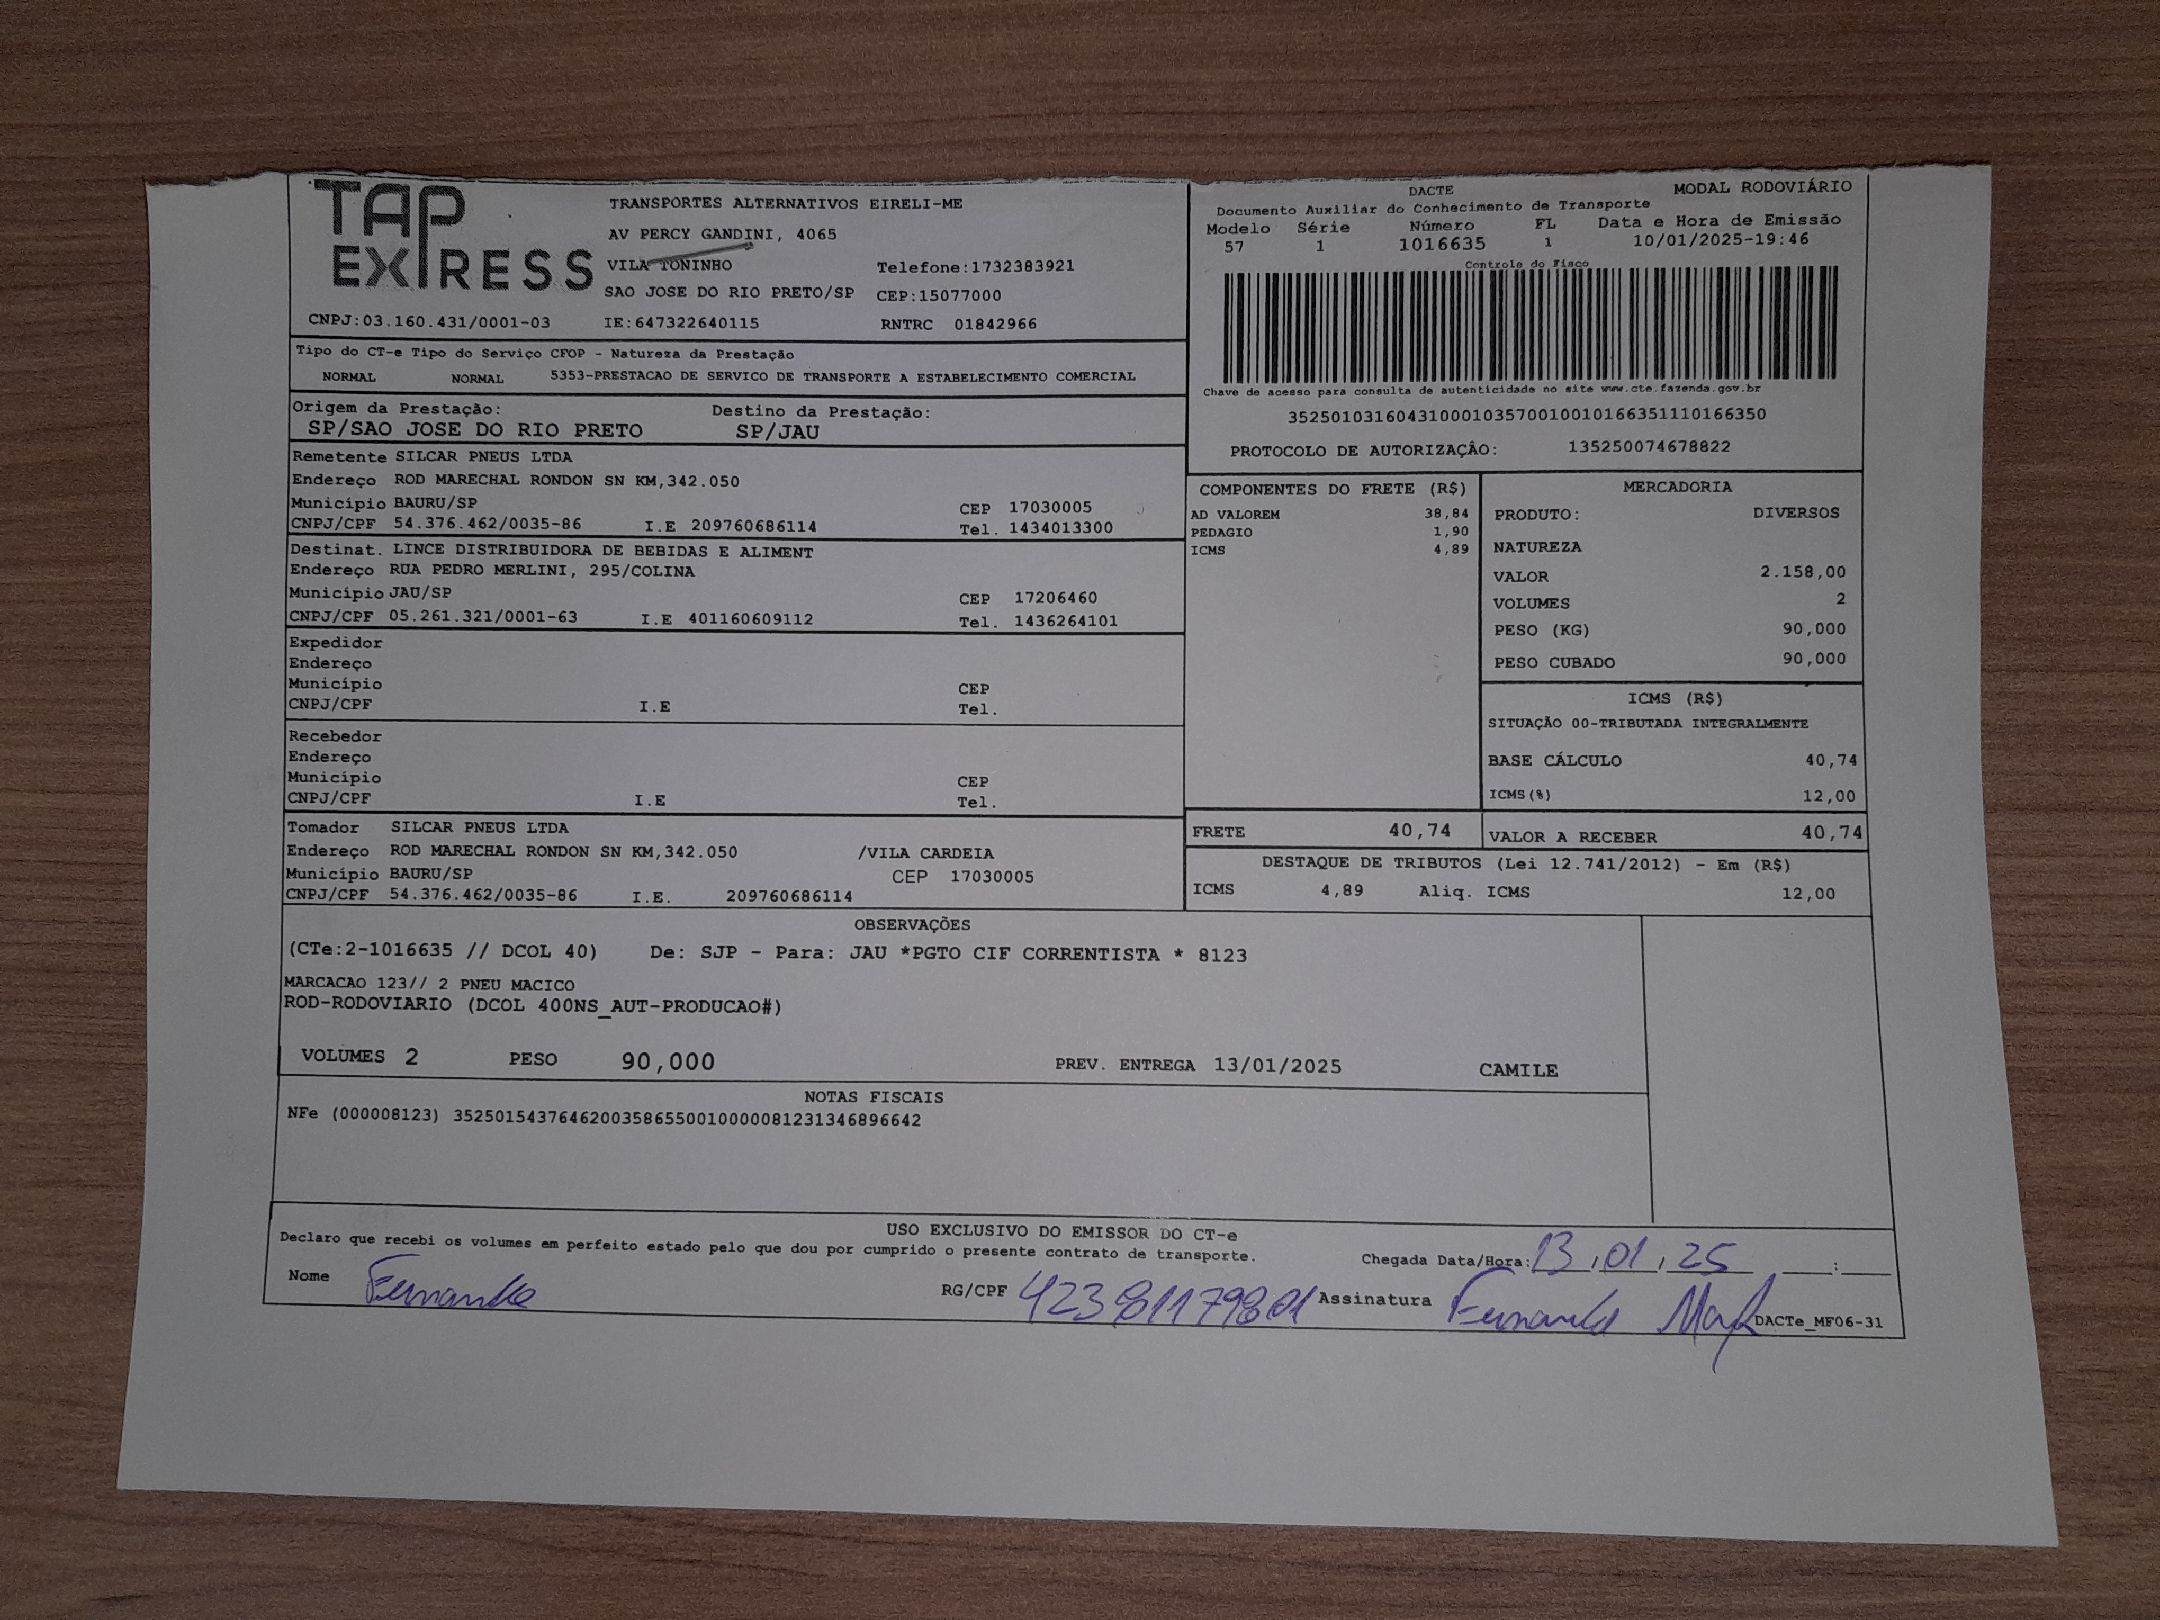 TAP EXPRESS
TRANSPORTES ALTERNATIVOS EIRELI-ME
AV PERCY GANDINI, 4065
VILA TONINHO Telefone:1732383921
SAO JOSE DO RIO PRETO/SP CEP:15077000
CNPJ:03.160.431/0001-03 IE:647322640115 RNTRC 01842966
DACTE MODAL RODOVIÁRIO
Documento Auxiliar do Conhecimento de Transporte
Modelo Série Número FL Data e Hora de Emissão
57 1 1016635 1 10/01/2025-19:46
Controle do Fisco
Chave de acesso para consulta de autenticidade no site www.cte.fazenda.gov.br
35250103160431000103570010010166351110166350
PROTOCOLO DE AUTORIZAÇÂO: 135250074678822
Tipo do CT-e Tipo do Serviço CFOP - Natureza da Prestação
NORMAL NORMAL 5353-PRESTACAO DE SERVICO DE TRANSPORTE A ESTABELECIMENTO COMERCIAL
Origem da Prestação: Destino da Prestação:
SP/SAO JOSE DO RIO PRETO SP/JAU
Remetente SILCAR PNEUS LTDA
Endereço ROD MARECHAL RONDON SN KM,342.050
Município BAURU/SP CEP 17030005
CNPJ/CPF 54.376.462/0035-86 I.E 209760686114 Tel. 1434013300
Destinat. LINCE DISTRIBUIDORA DE BEBIDAS E ALIMENT
Endereço RUA PEDRO MERLINI, 295/COLINA
Município JAU/SP CEP 17206460
CNPJ/CPF 05.261.321/0001-63 I.E 401160609112 Tel. 1436264101
Expedidor
Endereço
Município CEP
CNPJ/CPF I.E Tel.
Recebedor
Endereço
Município CEP
CNPJ/CPF I.E Tel.
Tomador SILCAR PNEUS LTDA
Endereço ROD MARECHAL RONDON SN KM,342.050 /VILA CARDEIA
Município BAURU/SP CEP 17030005
CNPJ/CPF 54.376.462/0035-86 I.E. 209760686114
COMPONENTES DO FRETE (R$)
AD VALOREM 38,84
PEDAGIO 1,90
ICMS 4,89
MERCADORIA
PRODUTO: DIVERSOS
NATUREZA
VALOR 2.158,00
VOLUMES 2
PESO (KG) 90,000
PESO CUBADO 90,000
ICMS (R$)
SITUAÇÃO 00-TRIBUTADA INTEGRALMENTE
BASE CÁLCULO 40,74
ICMS(%) 12,00
FRETE 40,74 VALOR A RECEBER 40,74
DESTAQUE DE TRIBUTOS (Lei 12.741/2012) - Em (R$)
ICMS 4,89 Aliq. ICMS 12,00
OBSERVAÇÕES
(CTe:2-1016635 // DCOL 40) De: SJP - Para: JAU *PGTO CIF CORRENTISTA * 8123
MARCACAO 123// 2 PNEU MACICO
ROD-RODOVIARIO (DCOL 400NS_AUT-PRODUCAO#)
VOLUMES 2 PESO 90,000 PREV. ENTREGA 13/01/2025 CAMILE
NOTAS FISCAIS
NFe (000008123) 35250154376462003586550010000081231346896642
USO EXCLUSIVO DO EMISSOR DO CT-e
Declaro que recebi os volumes em perfeito estado pelo que dou por cumprido o presente contrato de transporte.
Chegada Data/Hora: 13.01.25 :
Nome RG/CPF 42381179801 Assinatura
DACTe_MF06-31